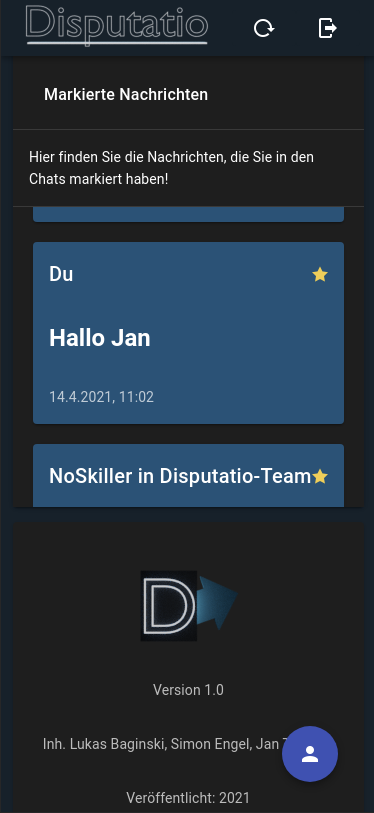 Disputatio
Markierte Nachrichten
Hier finden Sie die Nachrichten, die Sie in den
Chats markiert haben!
Du
Hallo Jan
14.4.2021, 11:02
NoSkiller in Disputatio-Team
D
Version 1.0
Inh. Lukas Baginski, Simon Engel, Jan
Veröffentlicht: 2021